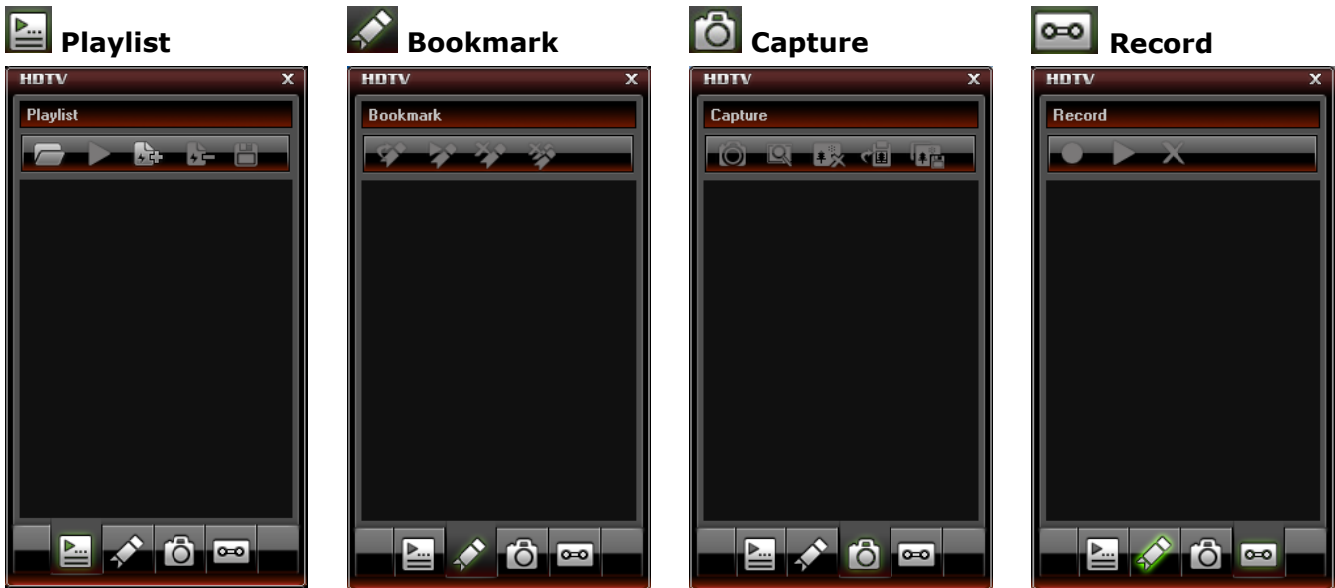 Playlist
Bookmark
Capture
Record
HDTV X
Playlist
HDTV X
Bookmark
HDTV X
Capture
HDTV X
Record